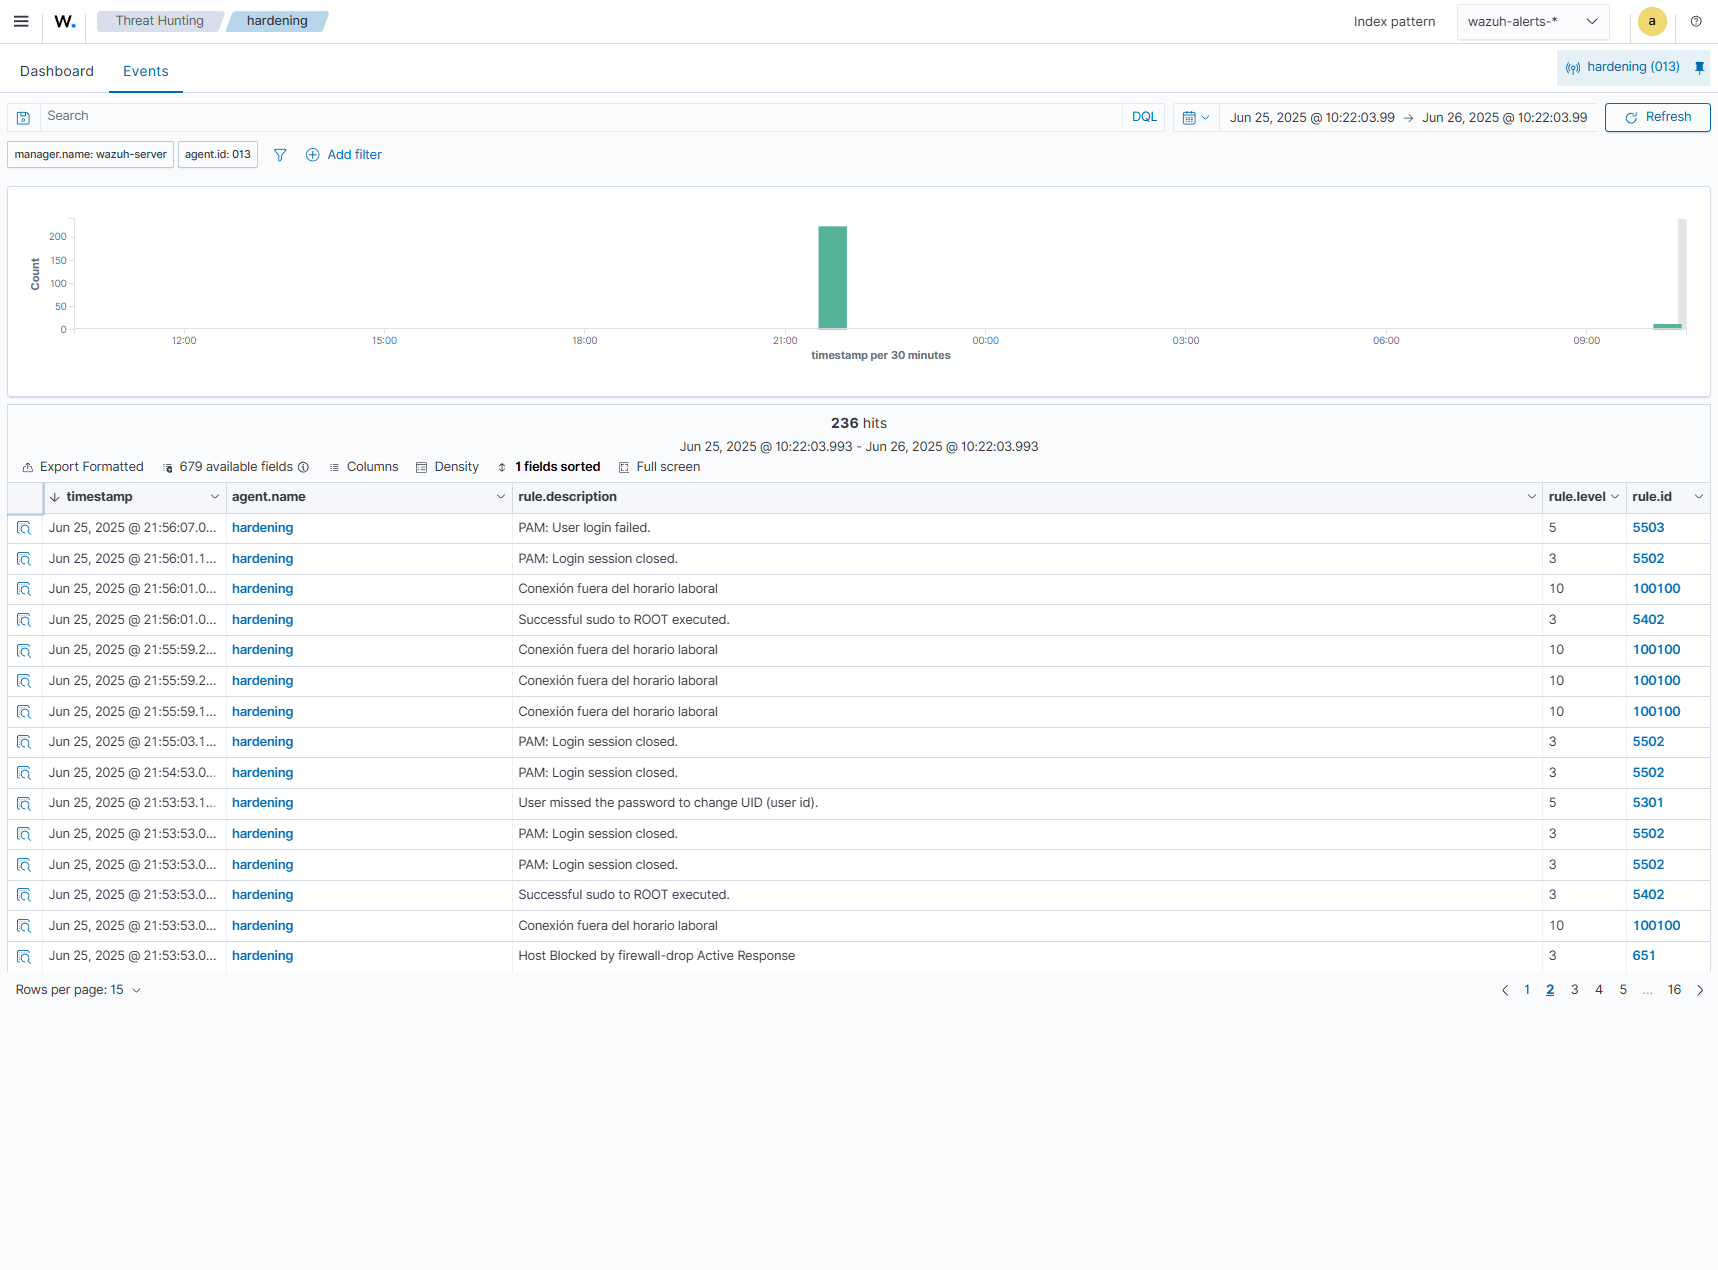 W. Threat Hunting hardening Index pattern wazuh-alerts-* a
Dashboard Events hardening (013)
Search DQL Jun 25, 2025 @ 10:22:03.99 → Jun 26, 2025 @ 10:22:03.99 Refresh
manager.name: wazuh-server agent.id: 013 Add filter
Count
200
150
100
50
0
12:00 15:00 18:00 21:00 00:00 03:00 06:00 09:00
timestamp per 30 minutes
236 hits
Jun 25, 2025 @ 10:22:03.993 - Jun 26, 2025 @ 10:22:03.993
Export Formatted 679 available fields Columns Density 1 fields sorted Full screen
timestamp agent.name rule.description rule.level rule.id
Jun 25, 2025 @ 21:56:07.0... hardening PAM: User login failed. 5 5503
Jun 25, 2025 @ 21:56:01.1... hardening PAM: Login session closed. 3 5502
Jun 25, 2025 @ 21:56:01.0... hardening Conexión fuera del horario laboral 10 100100
Jun 25, 2025 @ 21:56:01.0... hardening Successful sudo to ROOT executed. 3 5402
Jun 25, 2025 @ 21:55:59.2... hardening Conexión fuera del horario laboral 10 100100
Jun 25, 2025 @ 21:55:59.2... hardening Conexión fuera del horario laboral 10 100100
Jun 25, 2025 @ 21:55:59.1... hardening Conexión fuera del horario laboral 10 100100
Jun 25, 2025 @ 21:55:03.1... hardening PAM: Login session closed. 3 5502
Jun 25, 2025 @ 21:54:53.0... hardening PAM: Login session closed. 3 5502
Jun 25, 2025 @ 21:53:53.1... hardening User missed the password to change UID (user id). 5 5301
Jun 25, 2025 @ 21:53:53.0... hardening PAM: Login session closed. 3 5502
Jun 25, 2025 @ 21:53:53.0... hardening PAM: Login session closed. 3 5502
Jun 25, 2025 @ 21:53:53.0... hardening Successful sudo to ROOT executed. 3 5402
Jun 25, 2025 @ 21:53:53.0... hardening Conexión fuera del horario laboral 10 100100
Jun 25, 2025 @ 21:53:53.0... hardening Host Blocked by firewall-drop Active Response 3 651
Rows per page: 15 1 2 3 4 5 ... 16